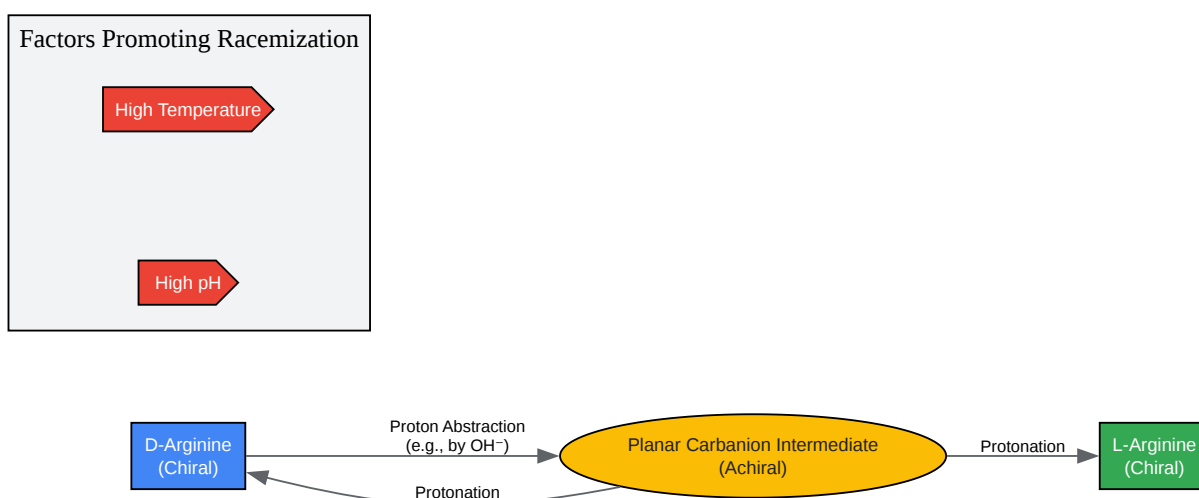 Factors Promoting Racemization
High Temperature
High pH
D-Arginine
(Chiral)
Proton Abstraction
(e.g., by OH⁻)
Planar Carbanion Intermediate
(Achiral)
Protonation
L-Arginine
(Chiral)
Protonation